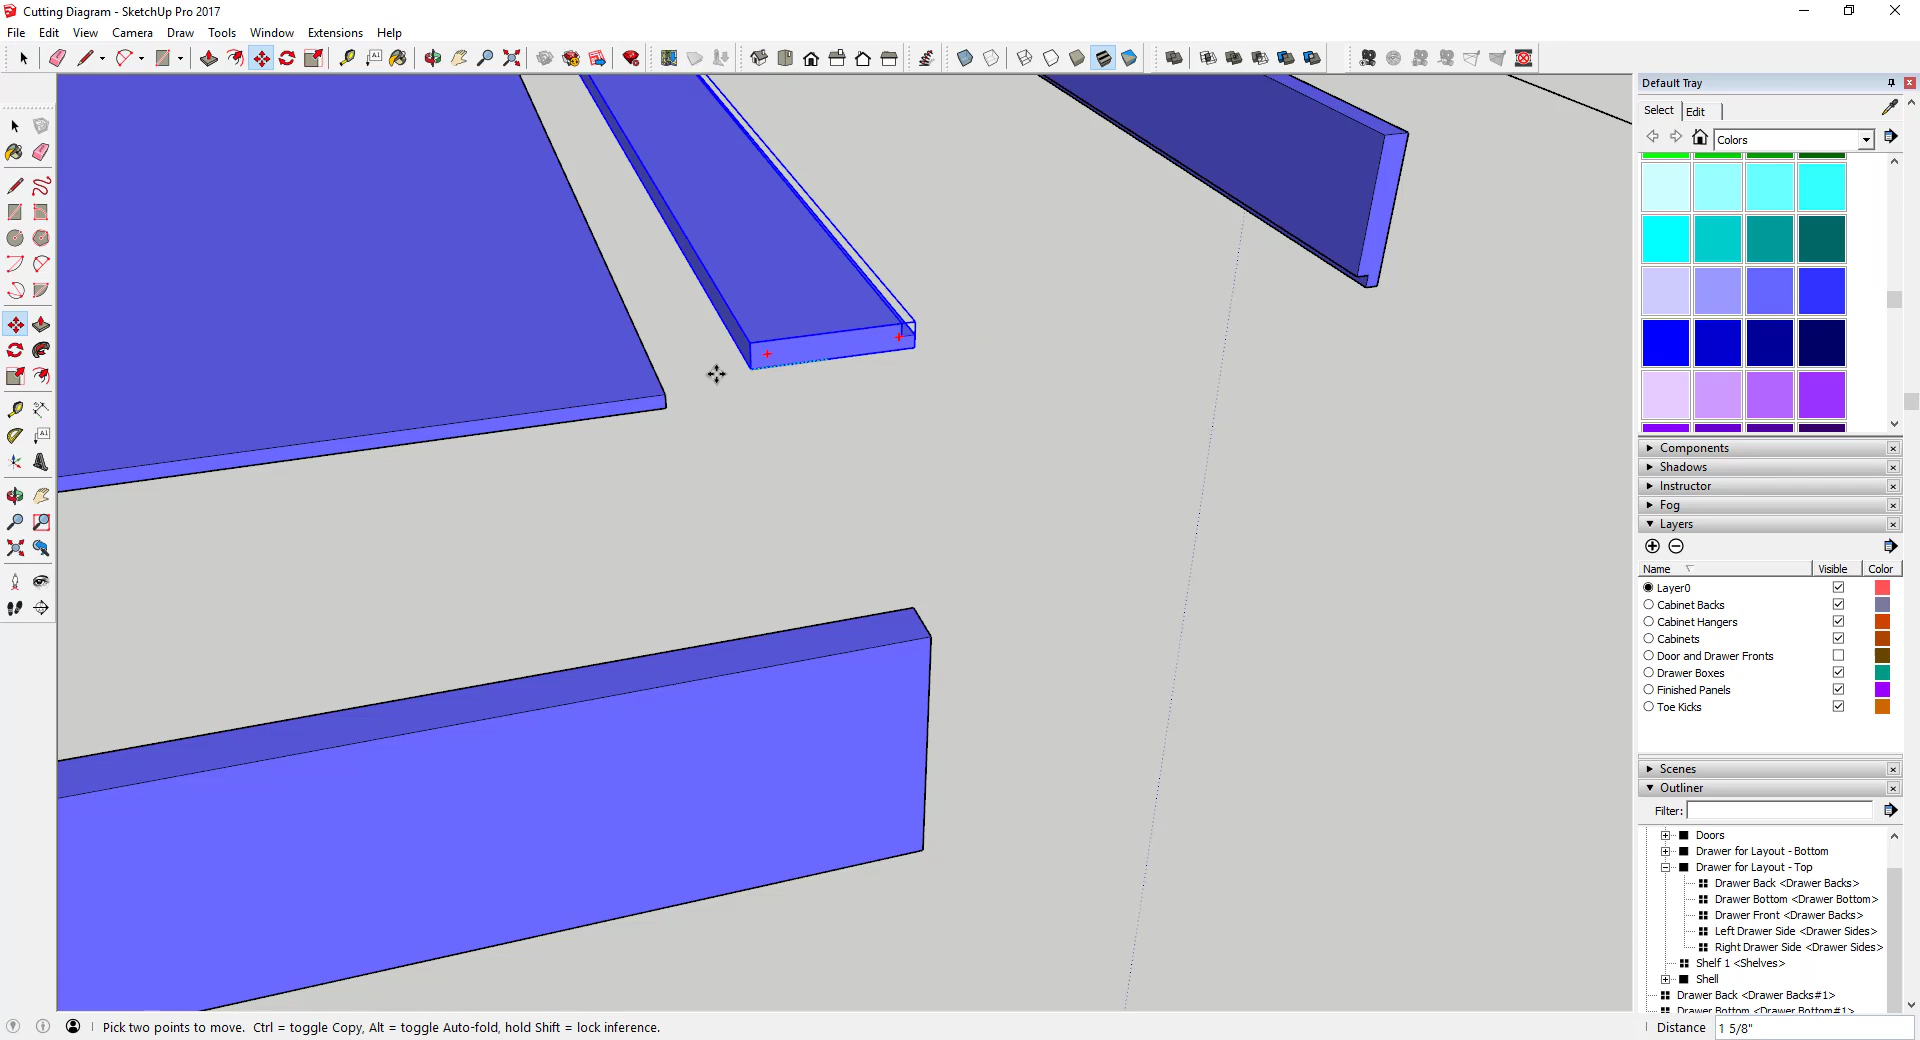 Cutting Diagram - SketchUp Pro 2017
File Edit View Camera Draw Tools Window Extensions Help
Default Tray
Select Edit
Colors
Components
Shadows
Instructor
Fog
Layers
Name Visible Color
Layer0
Cabinet Backs
Cabinet Hangers
Cabinets
Door and Drawer Fronts
Drawer Boxes
Finished Panels
Toe Kicks
Scenes
Outliner
Filter:
Doors
Drawer for Layout - Bottom
Drawer for Layout - Top
Drawer Back <Drawer Backs>
Drawer Bottom <Drawer Bottom>
Drawer Front <Drawer Backs>
Left Drawer Side <Drawer Sides>
Right Drawer Side <Drawer Sides>
Shelf 1 <Shelves>
Shell
Drawer Back <Drawer Backs#1>
Drawer Bottom <Drawer Bottom#1>
Pick two points to move. Ctrl = toggle Copy, Alt = toggle Auto-fold, hold Shift = lock inference.
Distance 1 5/8"